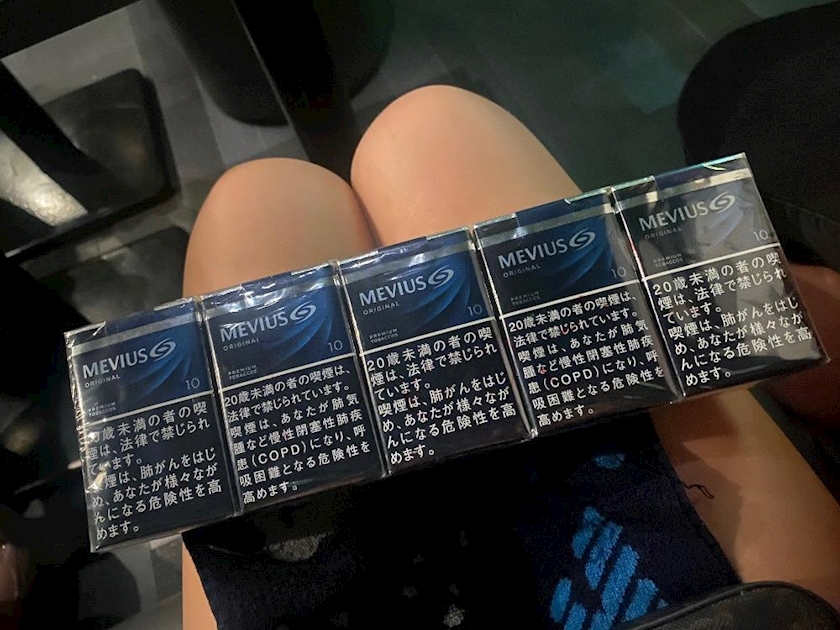 MEVIUS
ORIGINAL
10
PREMIUM
TOBACCOS
20歳未満の者の喫
煙は、法律で禁じられ
ています。
喫煙は、肺がんをはじ
め、あなたが様々なが
んになる危険性を高
めます。
MEVIUS
ORIGINAL
10
PREMIUM
TOBACCOS
20歳未満の者の喫煙は、
法律で禁じられています。
喫煙は、あなたが肺気
腫など慢性閉塞性肺疾
患(COPD)になり、呼
吸困難となる危険性を
高めます。
MEVIUS
ORIGINAL
10
PREMIUM
TOBACCOS
20歳未満の者の喫
煙は、法律で禁じられ
ています。
喫煙は、肺がんをはじ
め、あなたが様々なが
んになる危険性を高
めます。
MEVIUS
ORIGINAL
10
PREMIUM
TOBACCOS
20歳未満の者の喫煙は、
法律で禁じられています。
喫煙は、あなたが肺気
腫など慢性閉塞性肺疾
患(COPD)になり、呼
吸困難となる危険性を
高めます。
MEVIUS
ORIGINAL
10
PREMIUM
TOBACCOS
20歳未満の者の喫
煙は、法律で禁じられ
ています。
喫煙は、肺がんをはじ
め、あなたが様々なが
んになる危険性を高
めます。